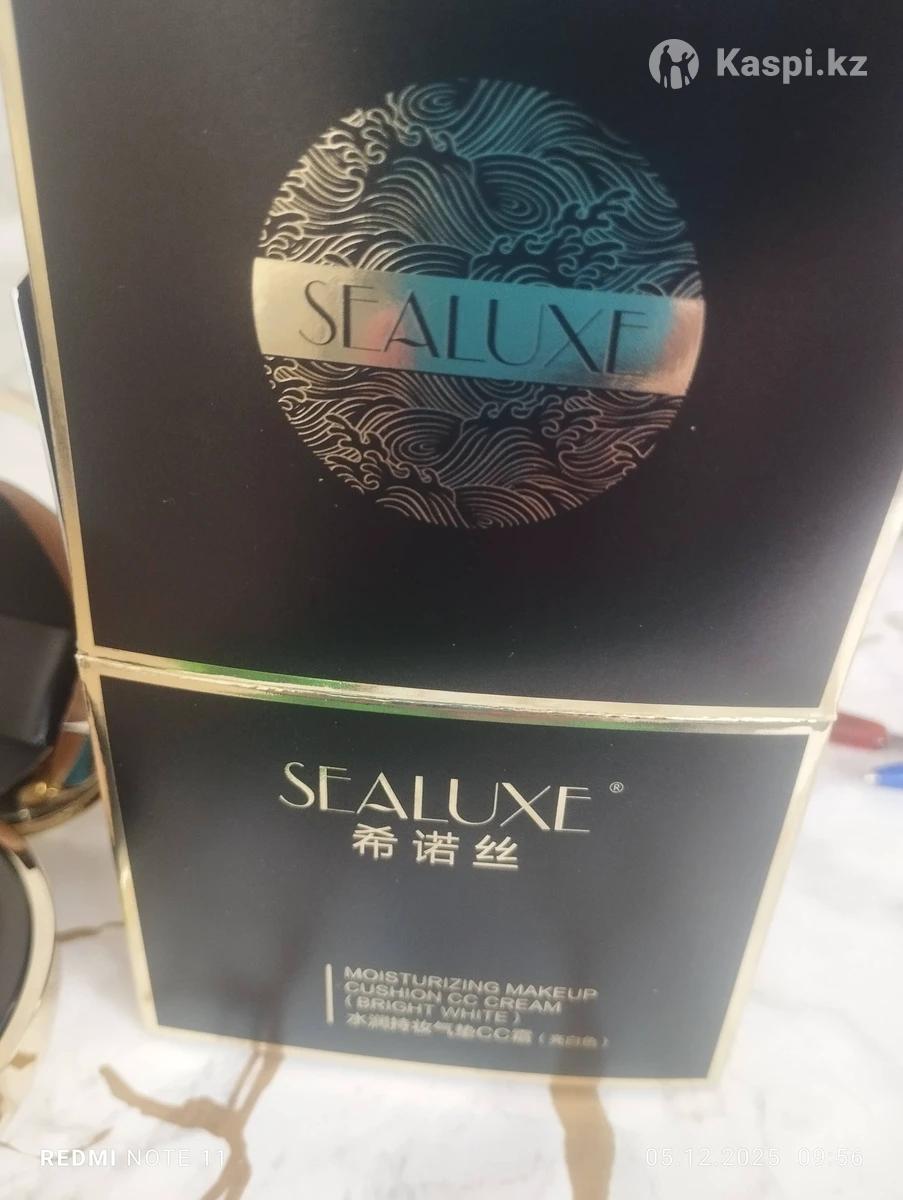 Kaspi.kz
SEALUXE
SEALUXE®
希诺丝
MOISTURIZING MAKEUP
CUSHION CC CREAM
(BRIGHT WHITE)
水润持妆气垫CC霜(亮白色)
REDMI NOTE 11
05.12.2025 09:56